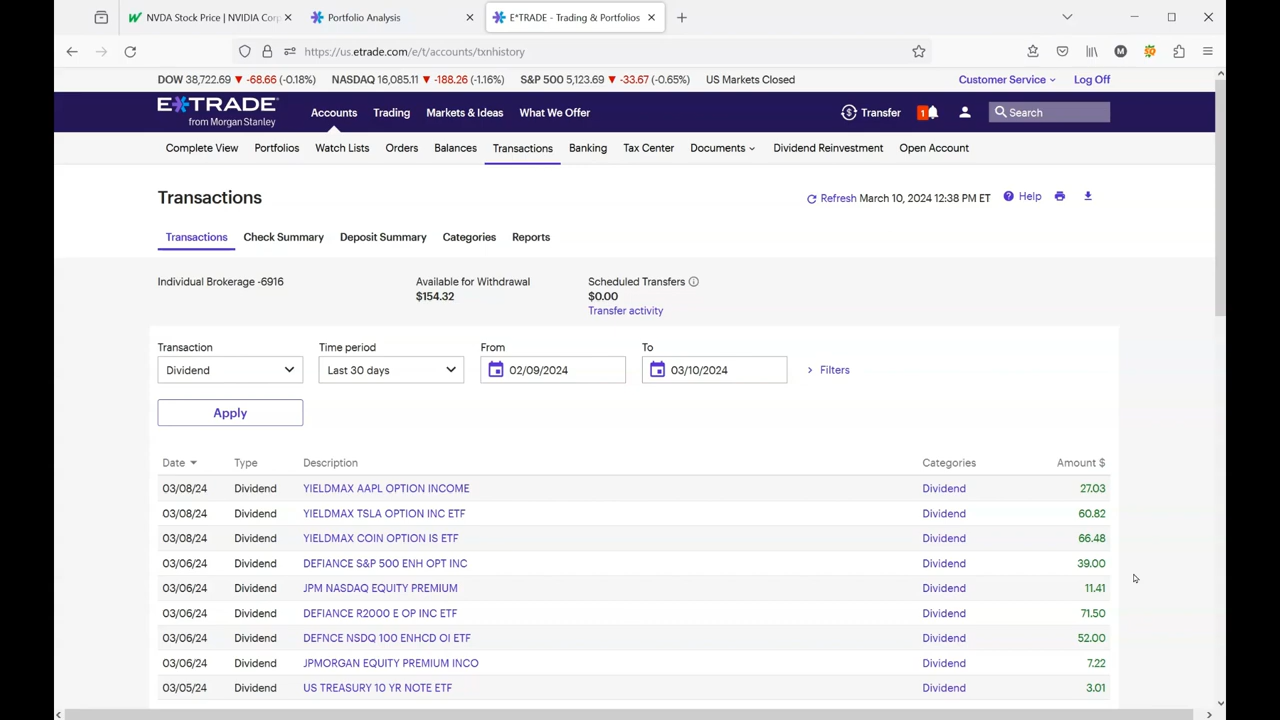 NVDA Stock Price | NVIDIA Corp
Portfolio Analysis
E*TRADE - Trading & Portfolios
https://us.etrade.com/e/t/accounts/txnhistory
DOW 38,722.69 ▼ -68.66 (-0.18%) NASDAQ 16,085.11 ▼ -188.26 (-1.16%) S&P 500 5,123.69 ▼ -33.67 (-0.65%) US Markets Closed Customer Service Log Off
E*TRADE
from Morgan Stanley
Accounts Trading Markets & Ideas What We Offer Transfer 1 Search
Complete View Portfolios Watch Lists Orders Balances Transactions Banking Tax Center Documents Dividend Reinvestment Open Account
Transactions
Refresh March 10, 2024 12:38 PM ET Help
Transactions Check Summary Deposit Summary Categories Reports
Individual Brokerage -6916 Available for Withdrawal Scheduled Transfers
$154.32 $0.00
Transfer activity
Transaction Time period From To
Dividend Last 30 days 02/09/2024 03/10/2024 Filters
Apply
Date Type Description Categories Amount $
03/08/24 Dividend YIELDMAX AAPL OPTION INCOME Dividend 27.03
03/08/24 Dividend YIELDMAX TSLA OPTION INC ETF Dividend 60.82
03/08/24 Dividend YIELDMAX COIN OPTION IS ETF Dividend 66.48
03/06/24 Dividend DEFIANCE S&P 500 ENH OPT INC Dividend 39.00
03/06/24 Dividend JPM NASDAQ EQUITY PREMIUM Dividend 11.41
03/06/24 Dividend DEFIANCE R2000 E OP INC ETF Dividend 71.50
03/06/24 Dividend DEFNCE NSDQ 100 ENHCD OI ETF Dividend 52.00
03/06/24 Dividend JPMORGAN EQUITY PREMIUM INCO Dividend 7.22
03/05/24 Dividend US TREASURY 10 YR NOTE ETF Dividend 3.01